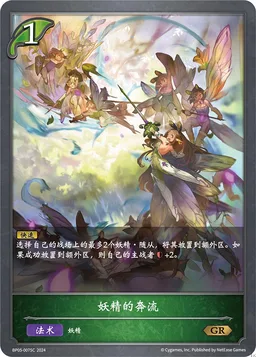 1
快速
选择自己的战场上的最多2个妖精·随从，将其放置到额外区。如
果成功放置到额外区，则自己的主战者+2。
妖精的奔流
法术 妖精 GR
BP05-007SC 2024 © Cygames, Inc. Published by NetEase Games